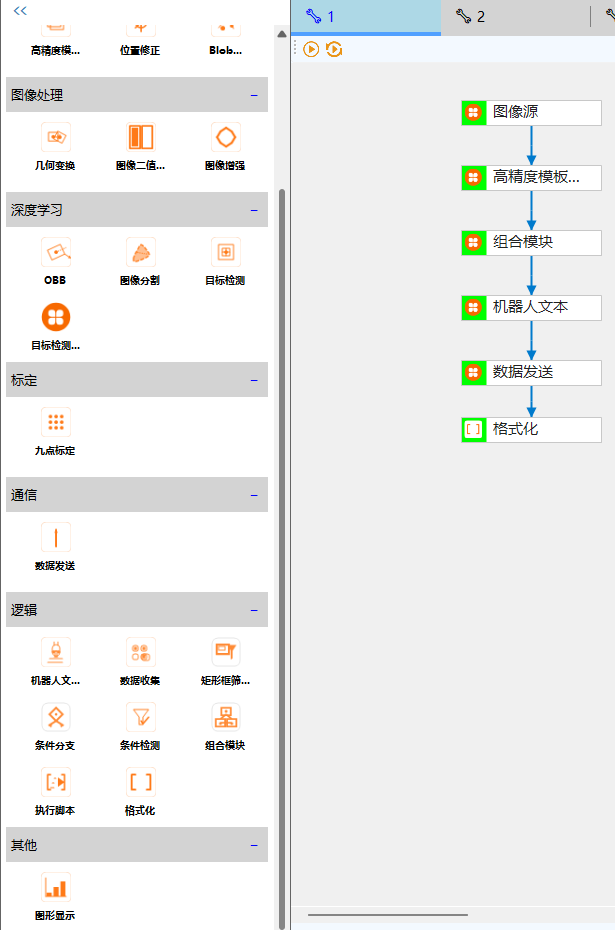 <<
高精度模...
位置修正
Blob...
图像处理
几何变换
图像二值...
图像增强
深度学习
OBB
图像分割
目标检测
目标检测...
标定
九点标定
通信
数据发送
逻辑
机器人文...
数据收集
矩形框筛...
条件分支
条件检测
组合模块
执行脚本
格式化
其他
图形显示
1
2
图像源
高精度模板...
组合模块
机器人文本
数据发送
格式化